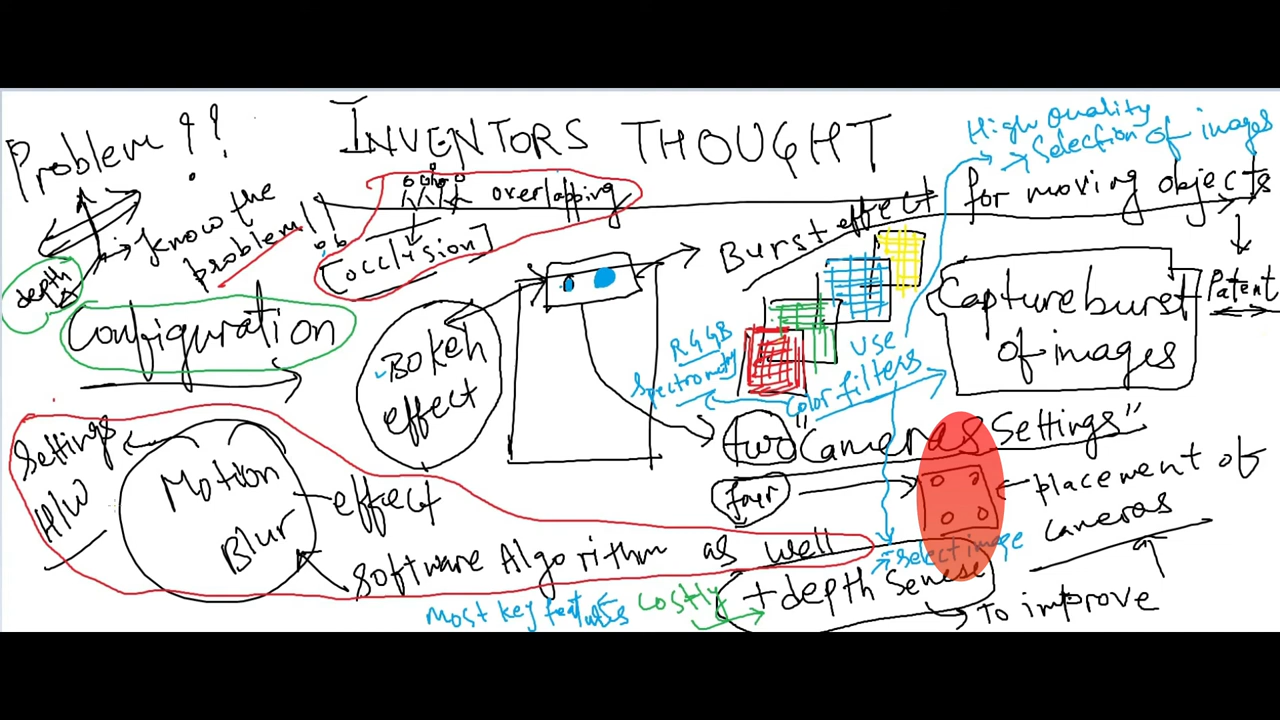 Problem ??
INVENTORS THOUGHT
High Quality
Selection of images
overlapping
for moving objects
know the
problem!!
[occlusion]
Burst effect
depth
Patent
Capture burst
of images
Configuration
Bokeh
effect
RGGB
Spectrometry
use
color filters
two "Cameras Settings"
Settings
H/W
Motion
Blur
effect
four
placement of
cameras
Software Algorithm as well
select image
+depth Sense
costly
most key features
To improve